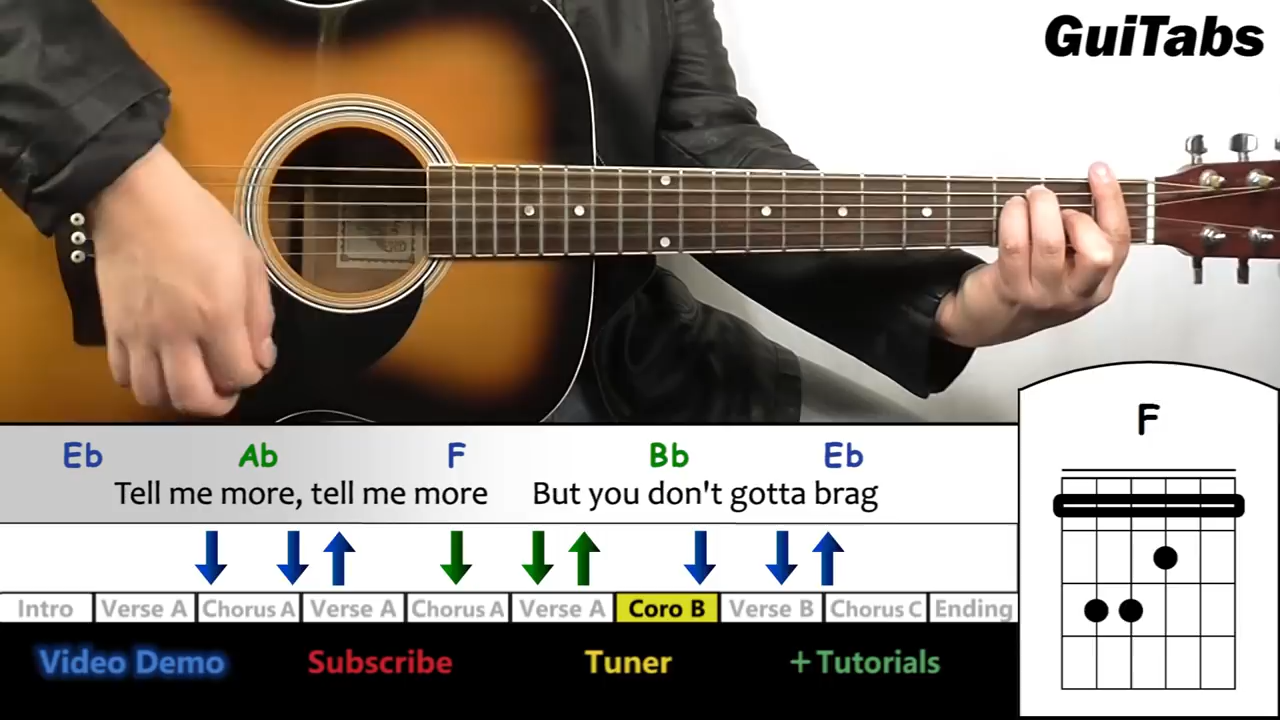 GuiTabs
F
Eb Ab F Bb Eb
Tell me more, tell me more But you don't gotta brag
Intro Verse A Chorus A Verse A Chorus A Verse A Coro B Verse B Chorus C Ending
Video Demo Subscribe Tuner + Tutorials